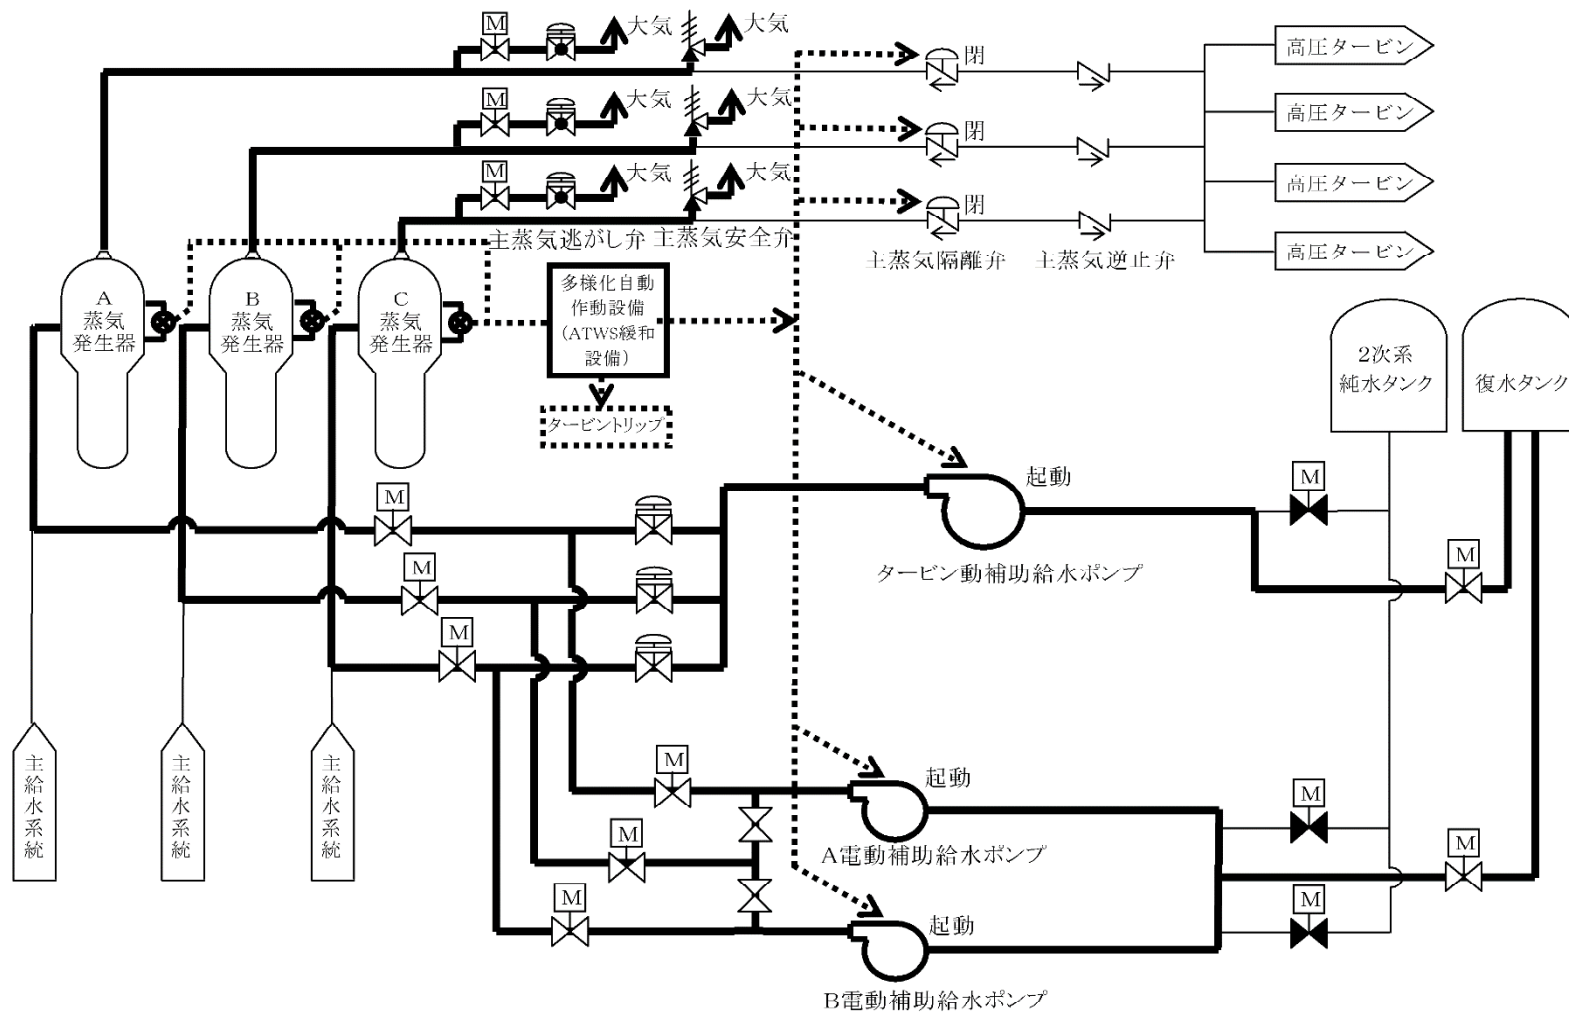 M
大気
大気
閉
高圧タービン
M
大気
大気
閉
高圧タービン
M
大気
大気
閉
高圧タービン
主蒸気逃がし弁
主蒸気安全弁
主蒸気隔離弁
主蒸気逆止弁
高圧タービン
A
蒸気
発生器
B
蒸気
発生器
C
蒸気
発生器
多様化自動
作動設備
(ATWS緩和
設備)
タービントリップ
2次系
純水タンク
復水タンク
M
起動
M
タービン動補助給水ポンプ
M
M
M
主給水系統
主給水系統
主給水系統
M
起動
M
A電動補助給水ポンプ
M
M
M
起動
M
B電動補助給水ポンプ